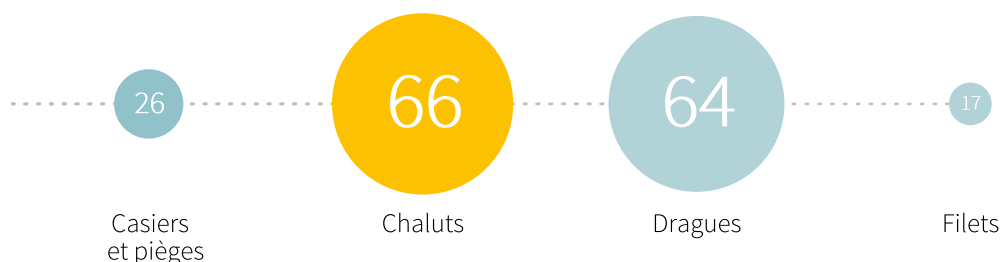 26
66
64
17
Casiers
et pièges
Chaluts
Dragues
Filets